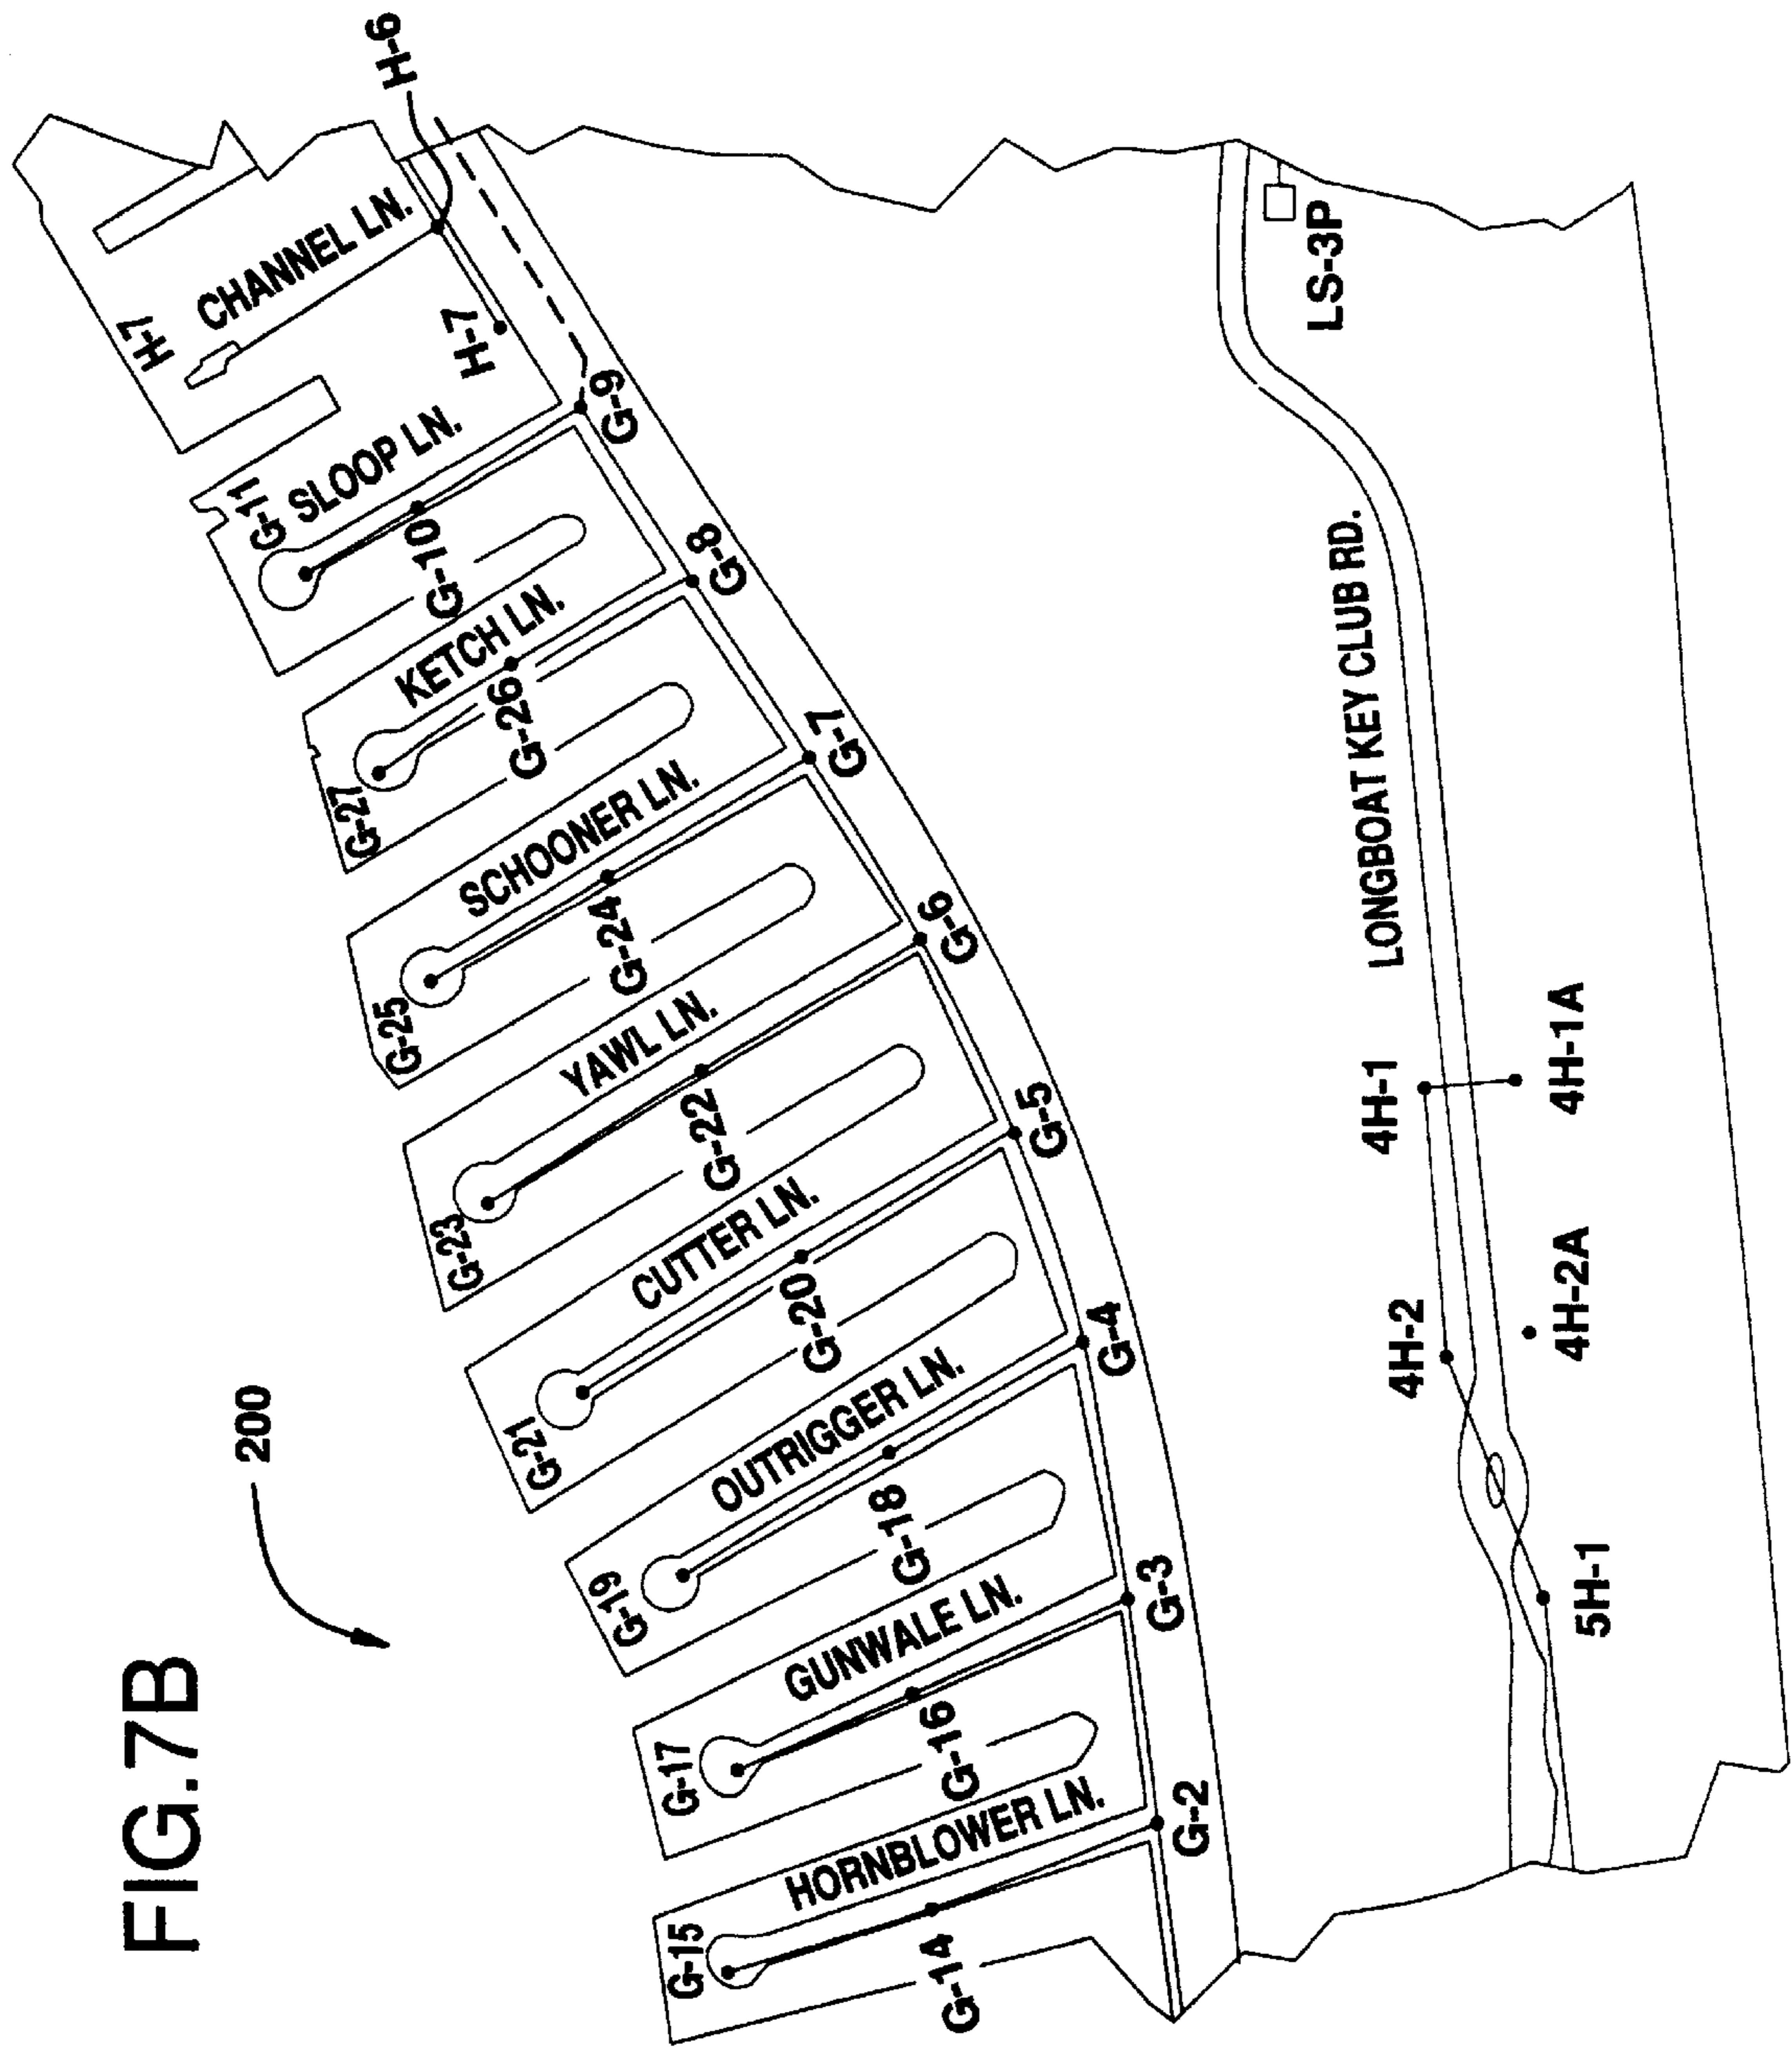 FIG.7B
200
H-6
H-7
CHANNEL LN.
H-7
G-11
SLOOP LN.
G-10
G-9
KETCH LN.
G-27
G-26
G-8
SCHOONER LN.
G-25
G-24
G-7
YAWL LN.
G-23
G-22
G-6
CUTTER LN.
G-21
G-20
G-5
OUTRIGGER LN.
G-19
G-18
G-4
GUNWALE LN.
G-17
G-16
G-3
HORNBLOWER LN.
G-15
G-14
G-2
LS-3P
LONGBOAT KEY CLUB RD.
4H-1
4H-1A
4H-2
4H-2A
5H-1